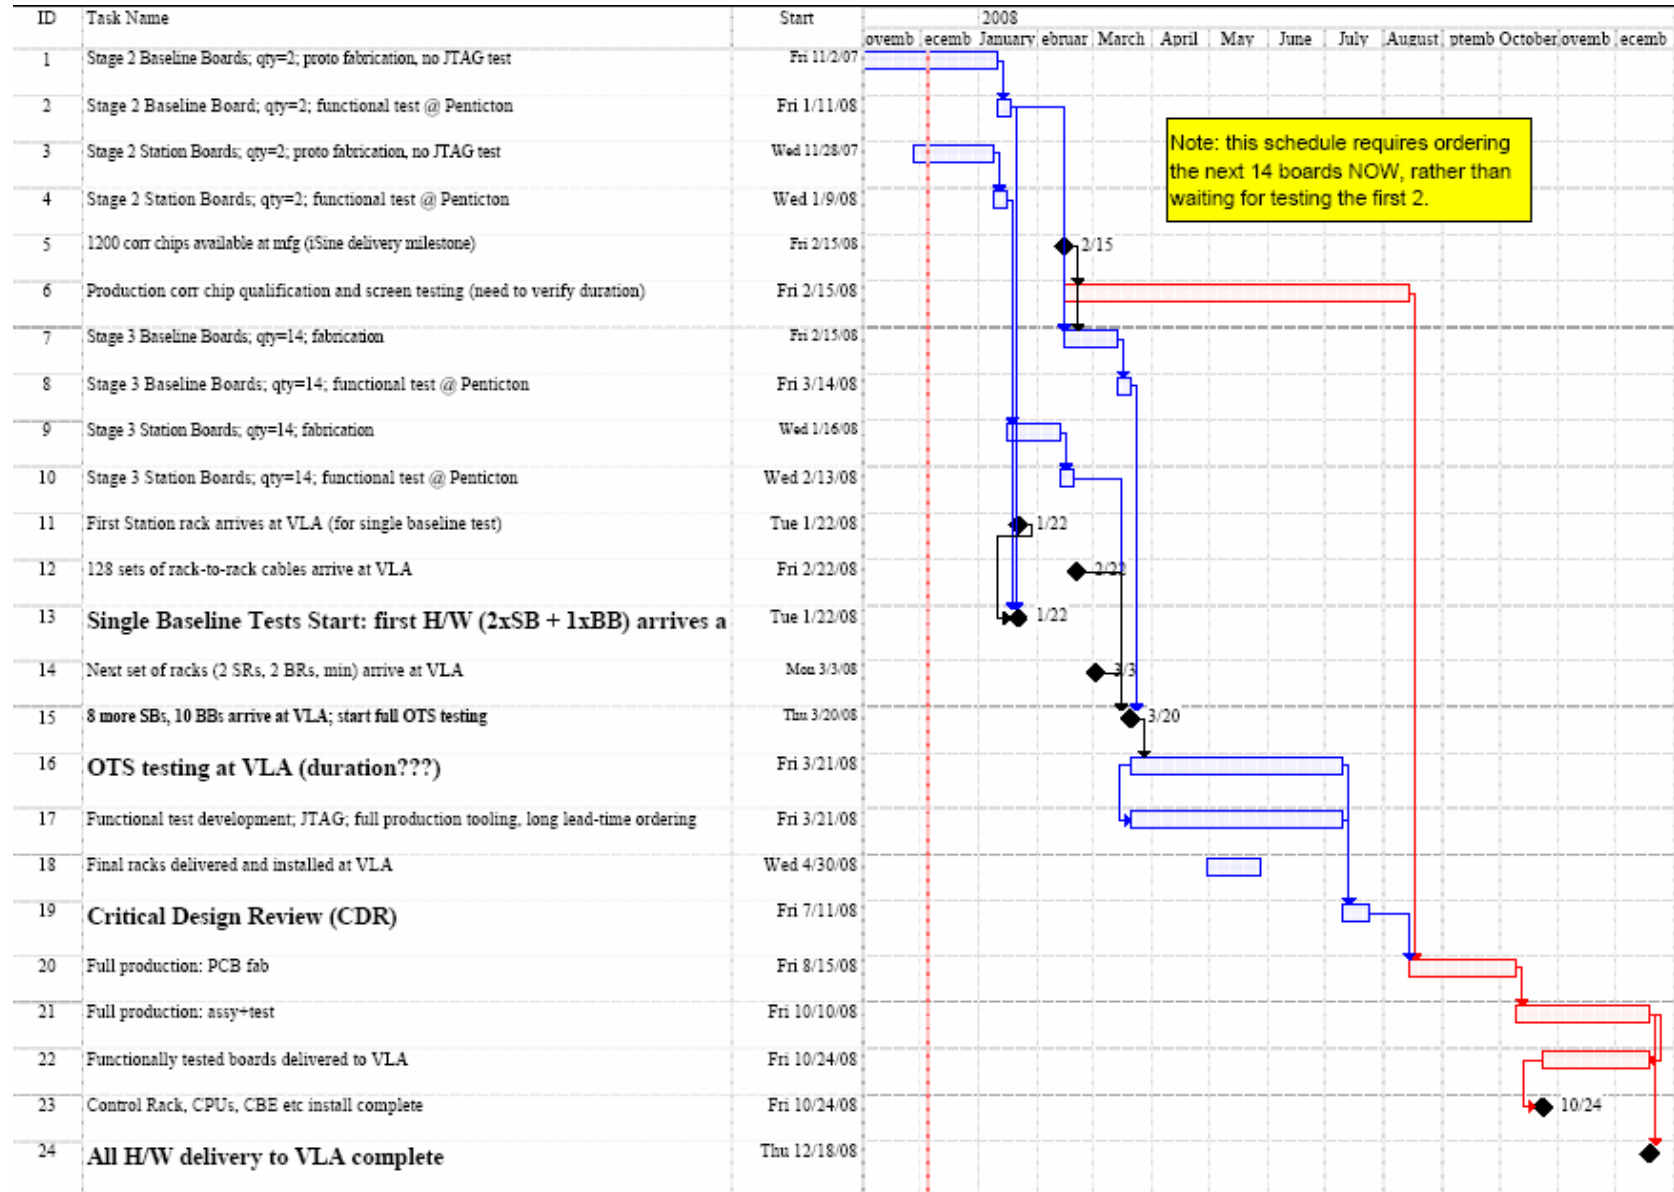 ID Task Name Start 2008
ovemb ecemb January ebruar March April May June July August ptemb October ovemb ecemb
1 Stage 2 Baseline Boards; qty=2; proto fabrication, no JTAG test Fri 11/2/07
2 Stage 2 Baseline Board; qty=2; functional test @ Penticton Fri 1/11/08
Note: this schedule requires ordering
the next 14 boards NOW, rather than
waiting for testing the first 2.
3 Stage 2 Station Boards; qty=2; proto fabrication, no JTAG test Wed 11/28/07
4 Stage 2 Station Boards; qty=2; functional test @ Penticton Wed 1/9/08
5 1200 corr chips available at mfg (iSine delivery milestone) Fri 2/15/08 2/15
6 Production corr chip qualification and screen testing (need to verify duration) Fri 2/15/08
7 Stage 3 Baseline Boards; qty=14; fabrication Fri 2/15/08
8 Stage 3 Baseline Boards; qty=14; functional test @ Penticton Fri 3/14/08
9 Stage 3 Station Boards; qty=14; fabrication Wed 1/16/08
10 Stage 3 Station Boards; qty=14; functional test @ Penticton Wed 2/13/08
11 First Station rack arrives at VLA (for single baseline test) Tue 1/22/08 1/22
12 128 sets of rack-to-rack cables arrive at VLA Fri 2/22/08 2/22
13 Single Baseline Tests Start: first H/W (2xSB + 1xBB) arrives a Tue 1/22/08 1/22
14 Next set of racks (2 SRs, 2 BRs, min) arrive at VLA Mon 3/3/08 3/3
15 8 more SBs, 10 BBs arrive at VLA; start full OTS testing Thu 3/20/08 3/20
16 OTS testing at VLA (duration???) Fri 3/21/08
17 Functional test development; JTAG; full production tooling, long lead-time ordering Fri 3/21/08
18 Final racks delivered and installed at VLA Wed 4/30/08
19 Critical Design Review (CDR) Fri 7/11/08
20 Full production: PCB fab Fri 8/15/08
21 Full production: assy+test Fri 10/10/08
22 Functionally tested boards delivered to VLA Fri 10/24/08
23 Control Rack, CPUs, CBE etc install complete Fri 10/24/08 10/24
24 All H/W delivery to VLA complete Thu 12/18/08